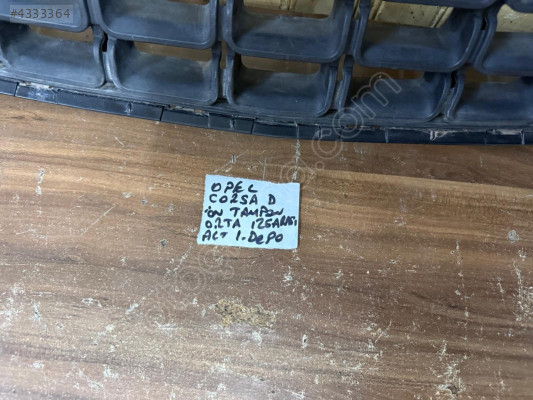 #4333364
OPEL
CORSA D
ÖN TAMPON
ORTA IZGARASI
ALT 1.DEPO